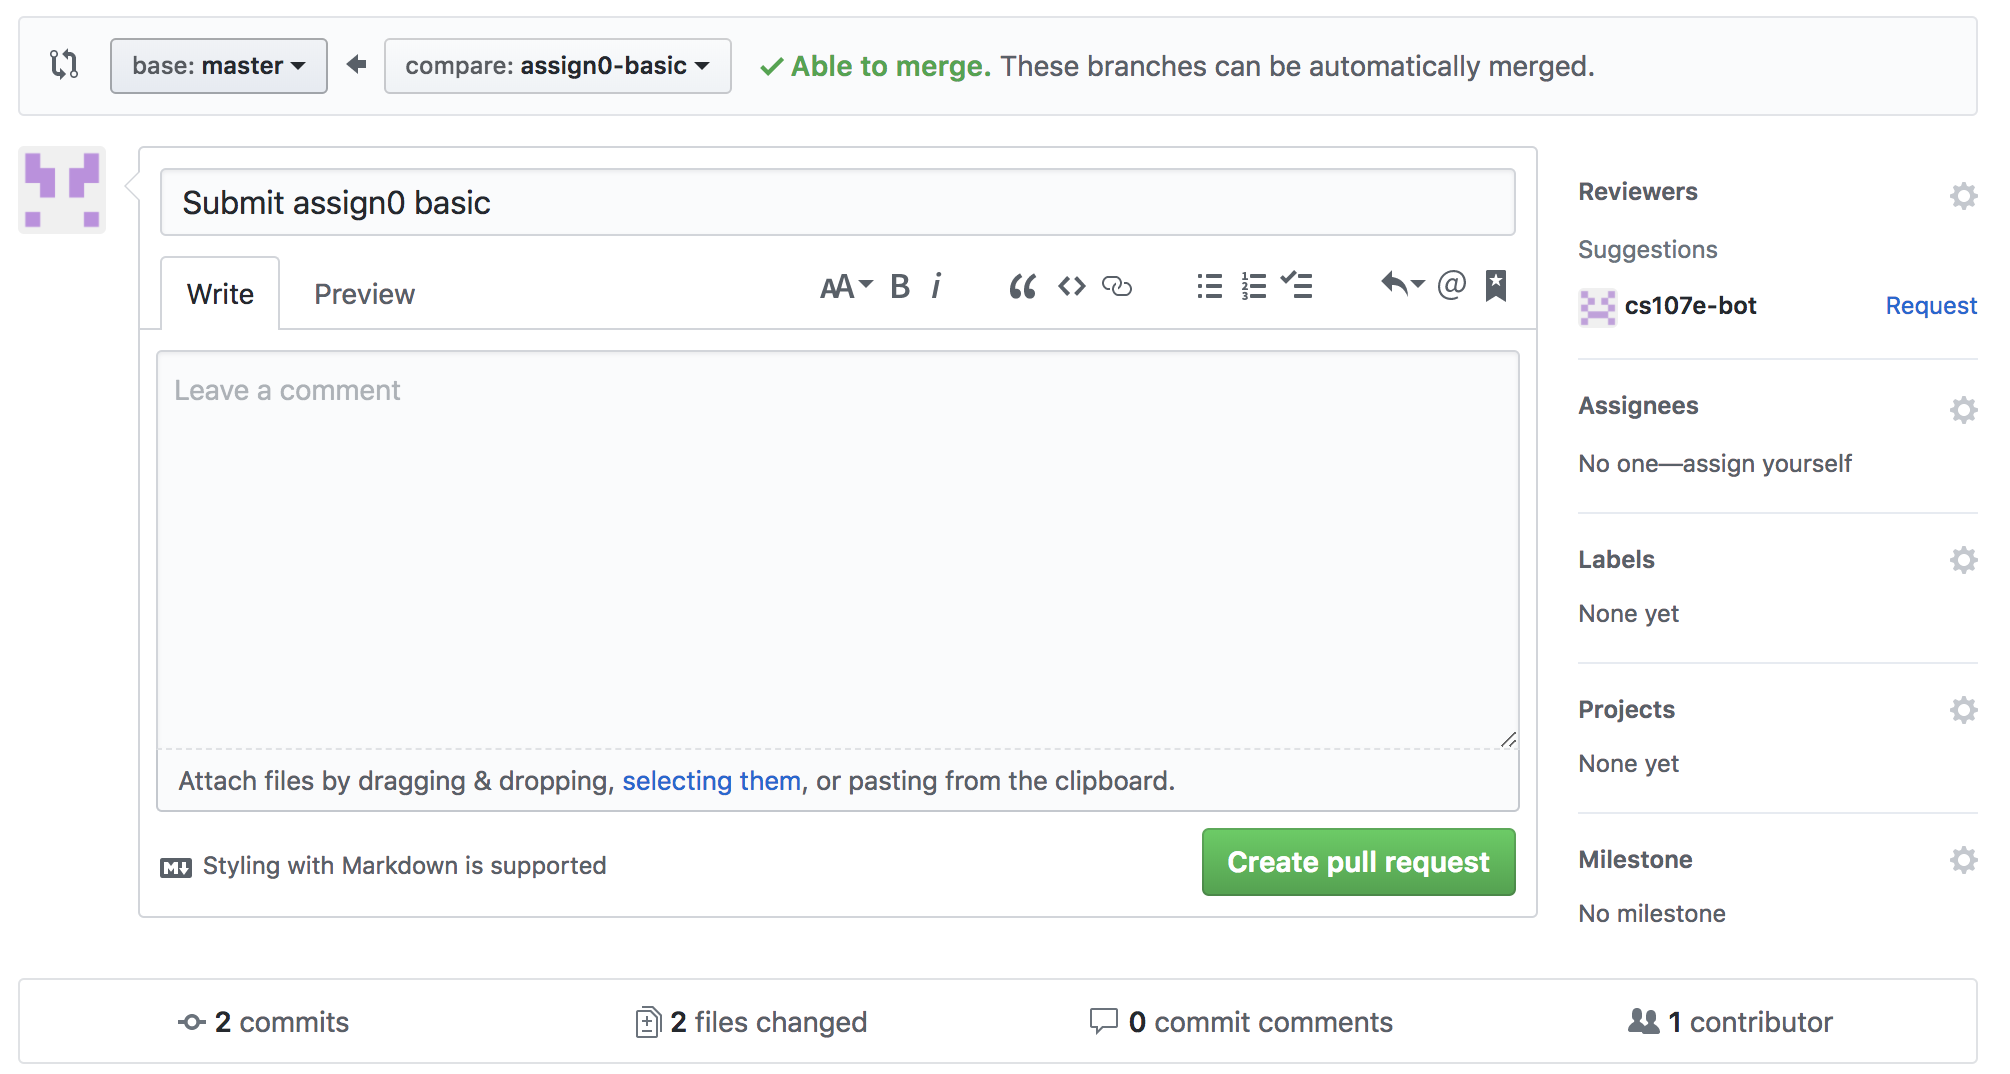 base: master compare: assign0-basic Able to merge. These branches can be automatically merged.
Submit assign0 basic
Write Preview AA B i @
Leave a comment
Attach files by dragging & dropping, selecting them, or pasting from the clipboard.
M Styling with Markdown is supported
Create pull request
Reviewers
Suggestions
cs107e-bot Request
Assignees
No one—assign yourself
Labels
None yet
Projects
None yet
Milestone
No milestone
2 commits 2 files changed 0 commit comments 1 contributor